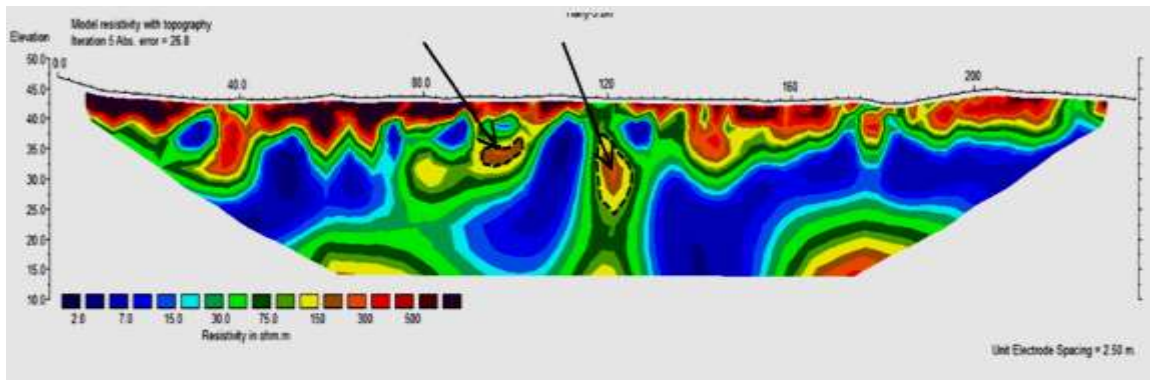 Model resistivity with topography
Iteration 5 Abs. error = 26.8
Elevation
50.0
0.0
40.0
80.0
120
160
200
45.0
40.0
35.0
30.0
25.0
20.0
15.0
10.0
2.0 7.0 15.0 30.0 75.0 150 300 500
Resistivity in ohm.m
Unit Electrode Spacing = 2.50 m.